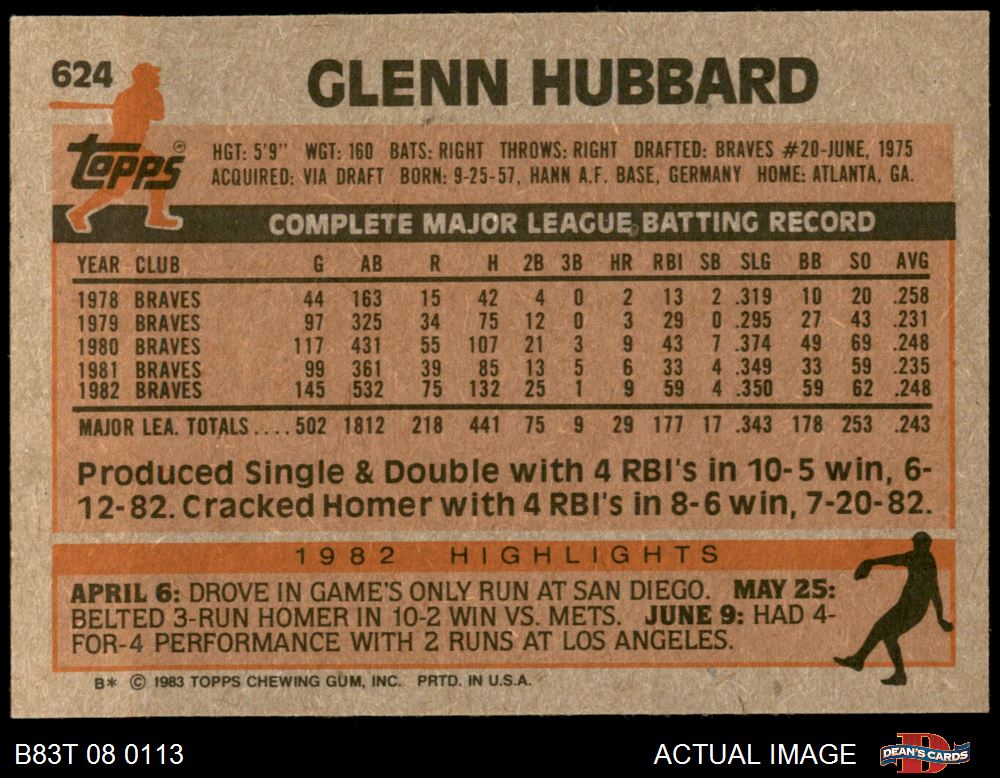 624
GLENN HUBBARD
Topps ®
HGT: 5'9" WGT: 160 BATS: RIGHT THROWS: RIGHT DRAFTED: BRAVES #20-JUNE, 1975
ACQUIRED: VIA DRAFT BORN: 9-25-57, HANN A.F. BASE, GERMANY HOME: ATLANTA, GA.
COMPLETE MAJOR LEAGUE BATTING RECORD
YEAR CLUB G AB R H 2B 3B HR RBI SB SLG BB SO AVG
1978 BRAVES 44 163 15 42 4 0 2 13 2 .319 10 20 .258
1979 BRAVES 97 325 34 75 12 0 3 29 0 .295 27 43 .231
1980 BRAVES 117 431 55 107 21 3 9 43 7 .374 49 69 .248
1981 BRAVES 99 361 39 85 13 5 6 33 4 .349 33 59 .235
1982 BRAVES 145 532 75 132 25 1 9 59 4 .350 59 62 .248
MAJOR LEA. TOTALS....502 1812 218 441 75 9 29 177 17 .343 178 253 .243
Produced Single & Double with 4 RBI's in 10-5 win, 6-
12-82. Cracked Homer with 4 RBI's in 8-6 win, 7-20-82.
1982 HIGHLIGHTS
APRIL 6: DROVE IN GAME'S ONLY RUN AT SAN DIEGO. MAY 25:
BELTED 3-RUN HOMER IN 10-2 WIN VS. METS. JUNE 9: HAD 4-
FOR-4 PERFORMANCE WITH 2 RUNS AT LOS ANGELES.
B* © 1983 TOPPS CHEWING GUM, INC. PRTD. IN U.S.A.
B83T 08 0113
ACTUAL IMAGE
D
DEAN'S CARDS